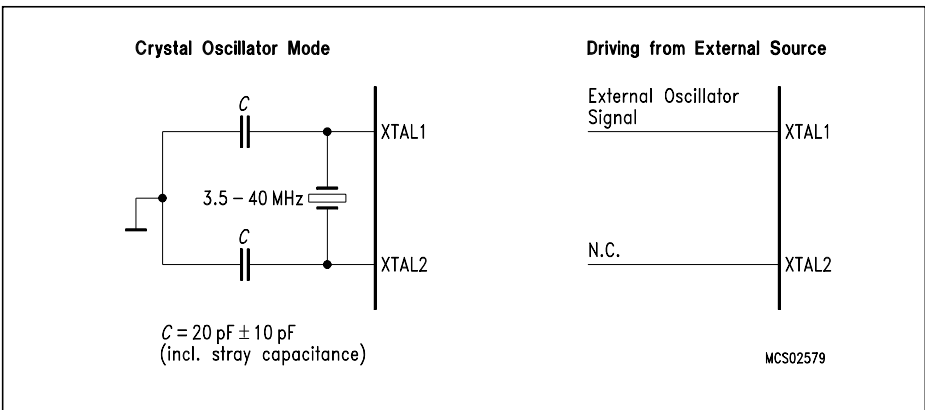 Crystal Oscillator Mode
C
XTAL1
3.5 – 40 MHz
C
XTAL2
C = 20 pF ± 10 pF
(incl. stray capacitance)
Driving from External Source
External Oscillator
Signal
XTAL1
N.C.
XTAL2
MCS02579